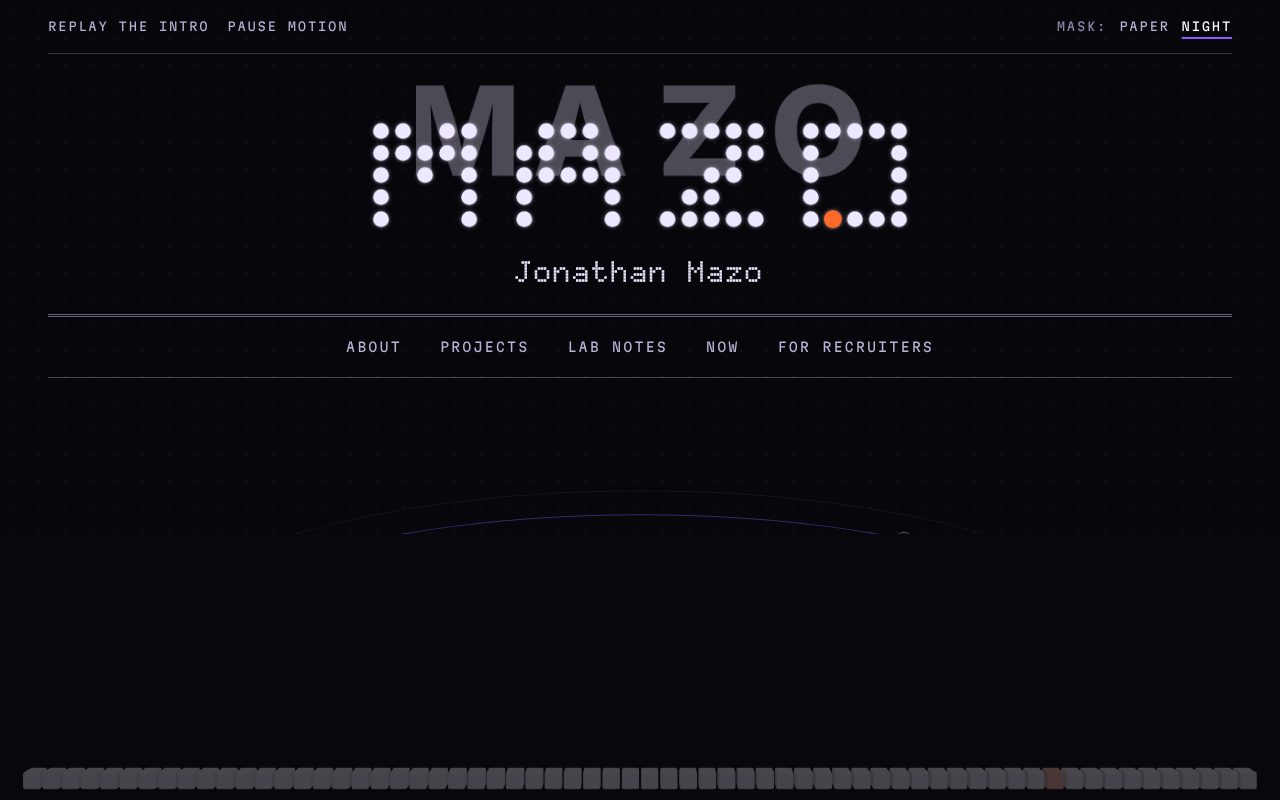 REPLAY THE INTRO PAUSE MOTION MASK: PAPER NIGHT
MAZO
MAZO
Jonathan Mazo
ABOUT PROJECTS LAB NOTES NOW FOR RECRUITERS